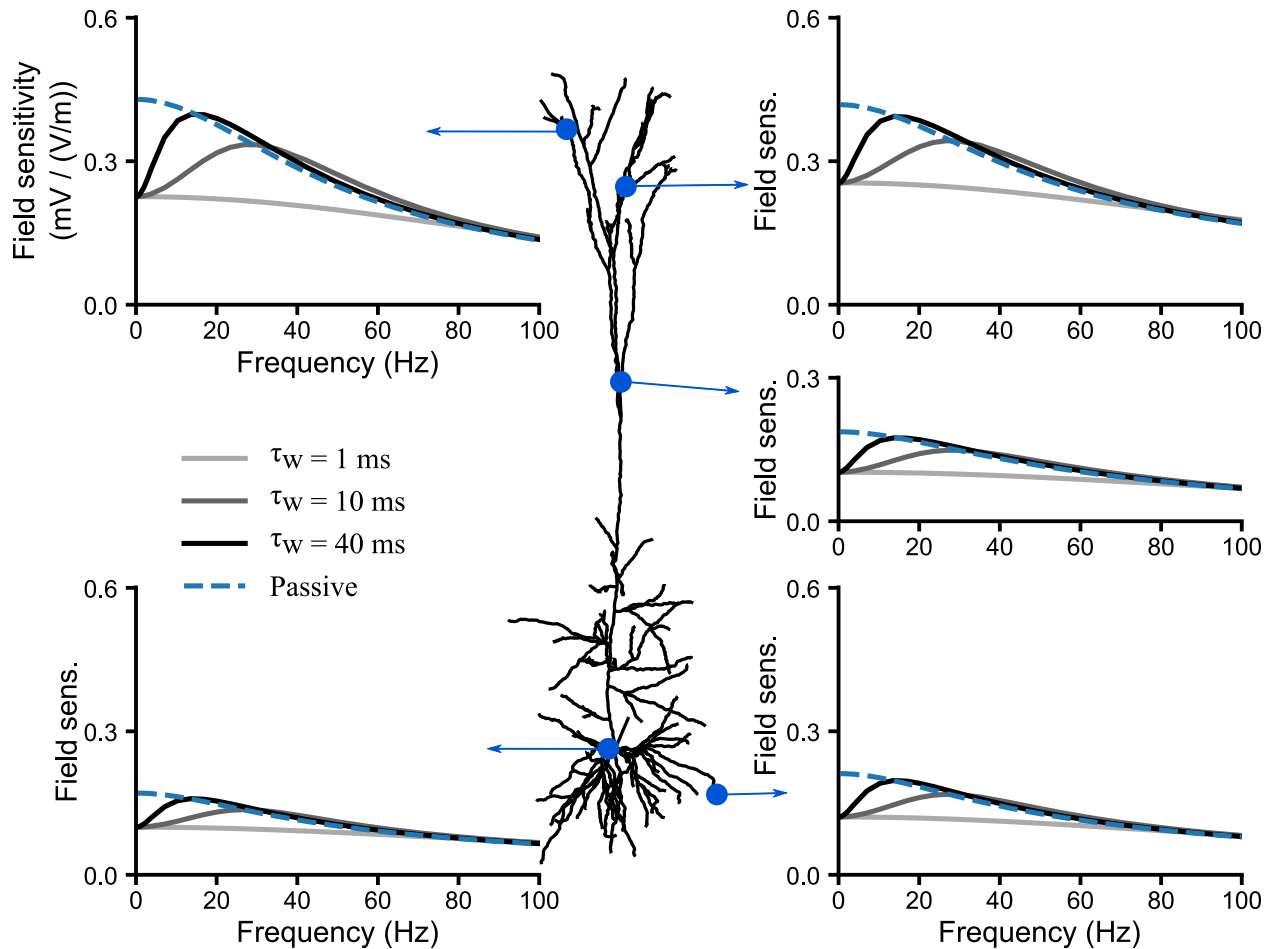 Field sensitivity
(mV / (V/m))
0.6
0.3
0.0
0 20 40 60 80 100
Frequency (Hz)
Field sens.
0.6
0.3
0.0
0 20 40 60 80 100
Field sens.
0.3
0.0
0 20 40 60 80 100
τw = 1 ms
τw = 10 ms
τw = 40 ms
Passive
Field sens.
0.6
0.3
0.0
0 20 40 60 80 100
Frequency (Hz)
Field sens.
0.6
0.3
0.0
0 20 40 60 80 100
Frequency (Hz)